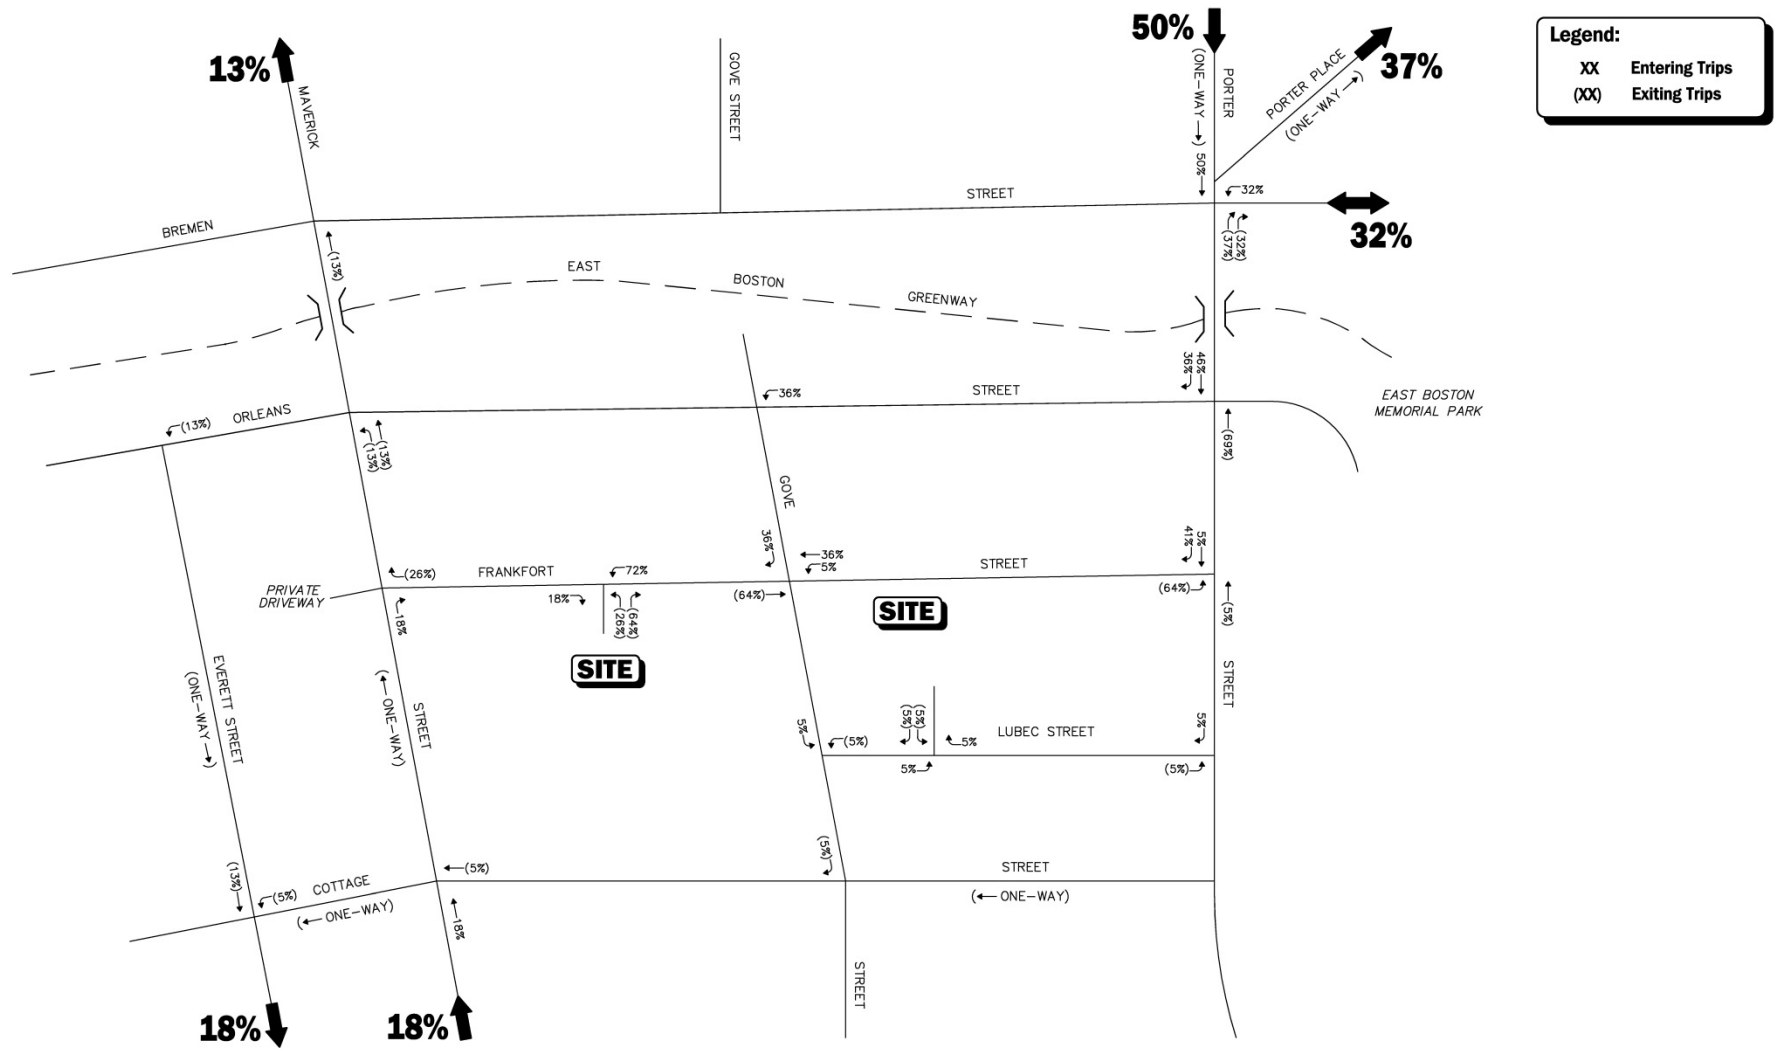 50%
13%
37%
Legend:
XX Entering Trips
(XX) Exiting Trips
MAVERICK
GOVE STREET
(ONE-WAY →)
PORTER
PORTER PLACE
(ONE-WAY →)
50%
32%
STREET
BREMEN
32%
(37%)
(32%)
(13%)
EAST
BOSTON
GREENWAY
36%
46%
36%
STREET
EAST BOSTON
MEMORIAL PARK
ORLEANS
(13%)
(13%)
(13%)
(69%)
GOVE
36%
36%
5%
41%
5%
(26%)
FRANKFORT
72%
STREET
PRIVATE
DRIVEWAY
18%
(64%)
(64%)
18%
(26%)
(64%)
(5%)
SITE
SITE
EVERETT STREET
(ONE-WAY →)
(← ONE-WAY)
STREET
STREET
5%
(5%)
(5%)
(5%)
5%
LUBEC STREET
5%
5%
(5%)
(5%)
(5%)
STREET
(13%)
(5%)
COTTAGE
(← ONE-WAY)
(← ONE-WAY)
18%
STREET
18%
18%